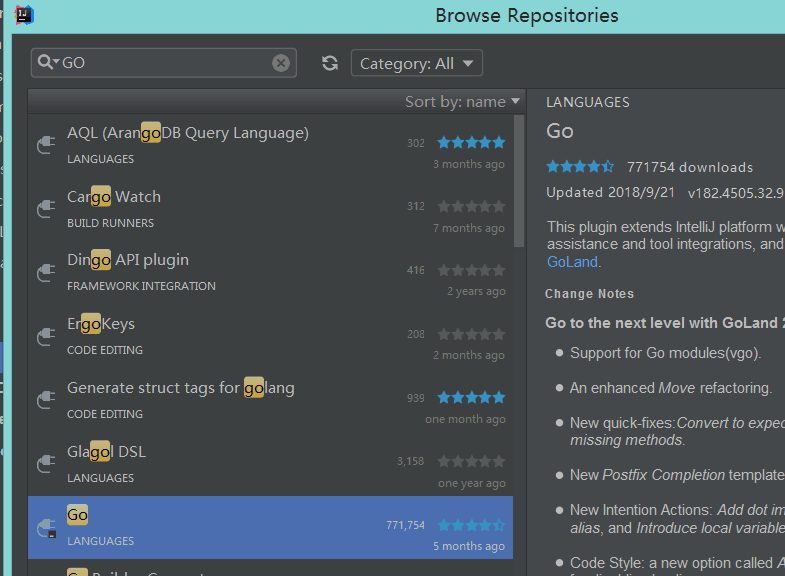 Browse Repositories
GO
Category: All
Sort by: name
AQL (ArangoDB Query Language)
302
LANGUAGES
3 months ago
Cargo Watch
312
BUILD RUNNERS
7 months ago
Dingo API plugin
416
FRAMEWORK INTEGRATION
2 years ago
ErgoKeys
208
CODE EDITING
2 months ago
Generate struct tags for golang
939
CODE EDITING
one month ago
Glagol DSL
3,158
LANGUAGES
one year ago
Go
771,754
LANGUAGES
5 months ago
LANGUAGES
Go
771754 downloads
Updated 2018/9/21 v182.4505.32.9
This plugin extends IntelliJ platform w
assistance and tool integrations, and
GoLand.
Change Notes
Go to the next level with GoLand 2
Support for Go modules(vgo).
An enhanced Move refactoring.
New quick-fixes:Convert to expec
missing methods.
New Postfix Completion template
New Intention Actions: Add dot im
alias, and Introduce local variable
Code Style: a new option called A